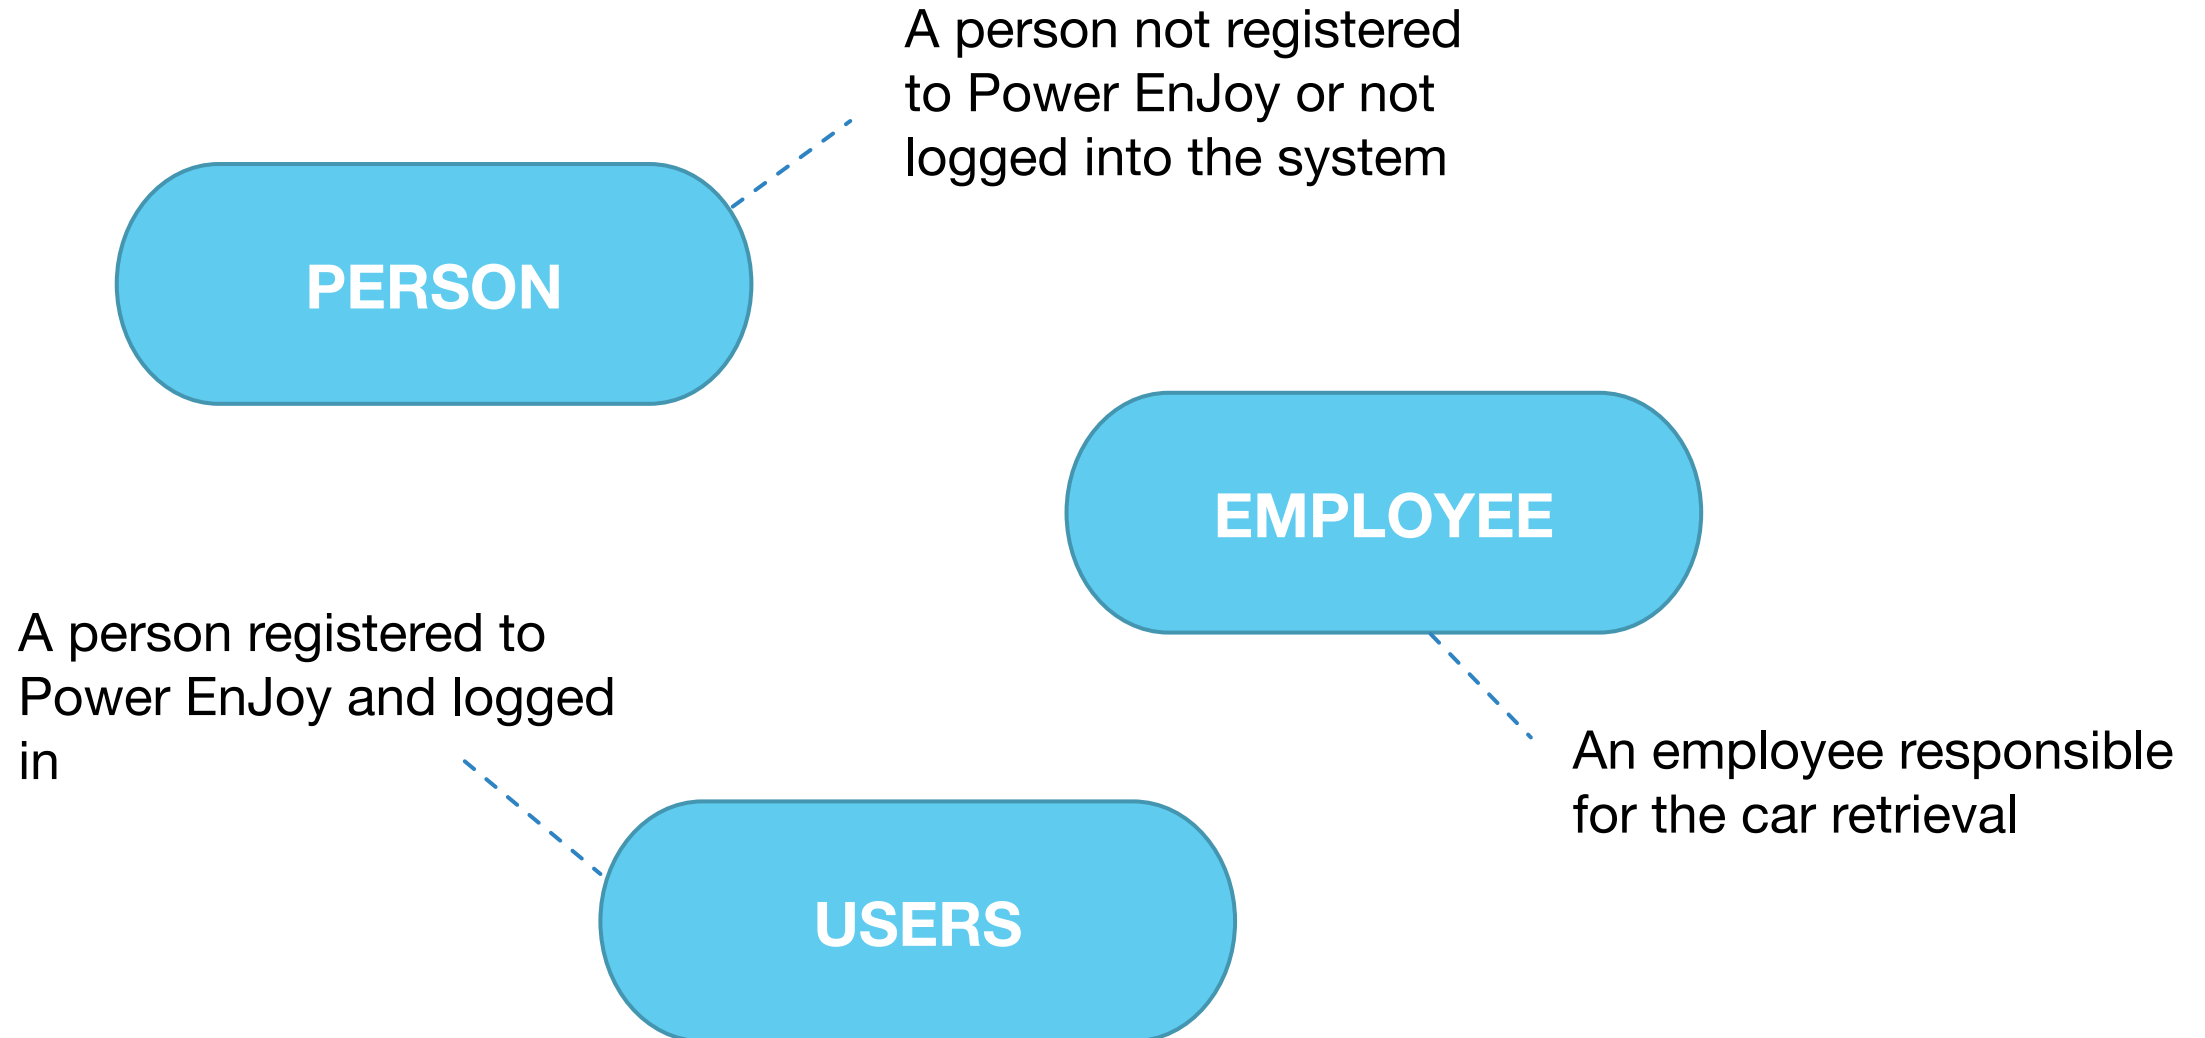 A person not registered
to Power EnJoy or not
logged into the system
PERSON
EMPLOYEE
A person registered to
Power EnJoy and logged
in
An employee responsible
for the car retrieval
USERS